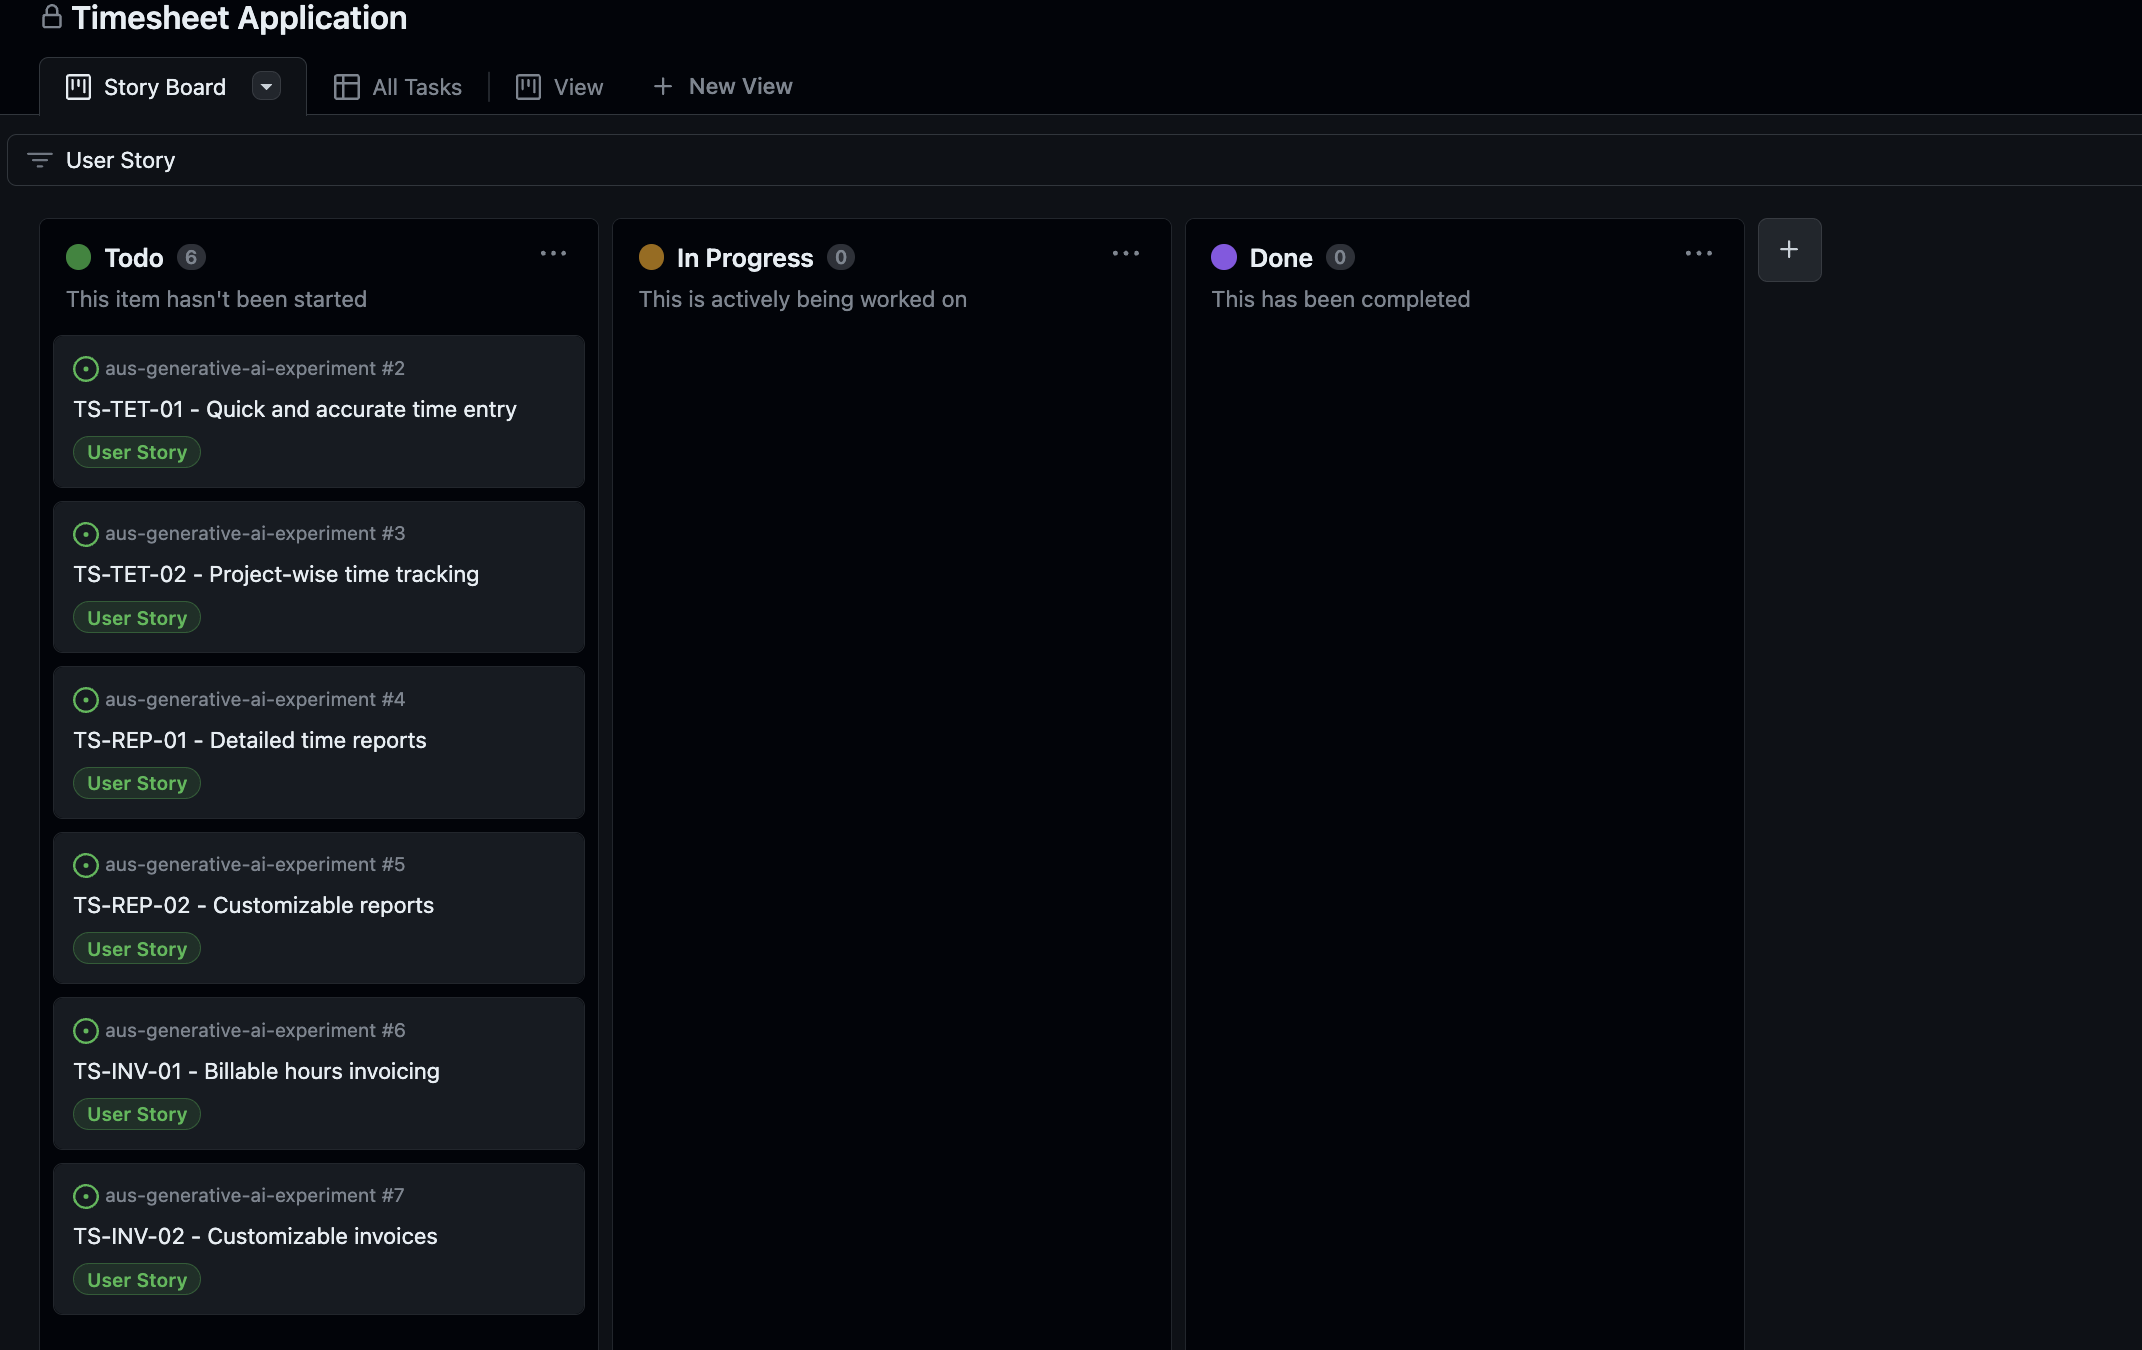 Timesheet Application
Story Board
All Tasks
View
New View
User Story
Todo 6
This item hasn't been started
aus-generative-ai-experiment #2
TS-TET-01 - Quick and accurate time entry
User Story
aus-generative-ai-experiment #3
TS-TET-02 - Project-wise time tracking
User Story
aus-generative-ai-experiment #4
TS-REP-01 - Detailed time reports
User Story
aus-generative-ai-experiment #5
TS-REP-02 - Customizable reports
User Story
aus-generative-ai-experiment #6
TS-INV-01 - Billable hours invoicing
User Story
aus-generative-ai-experiment #7
TS-INV-02 - Customizable invoices
User Story
In Progress 0
This is actively being worked on
Done 0
This has been completed